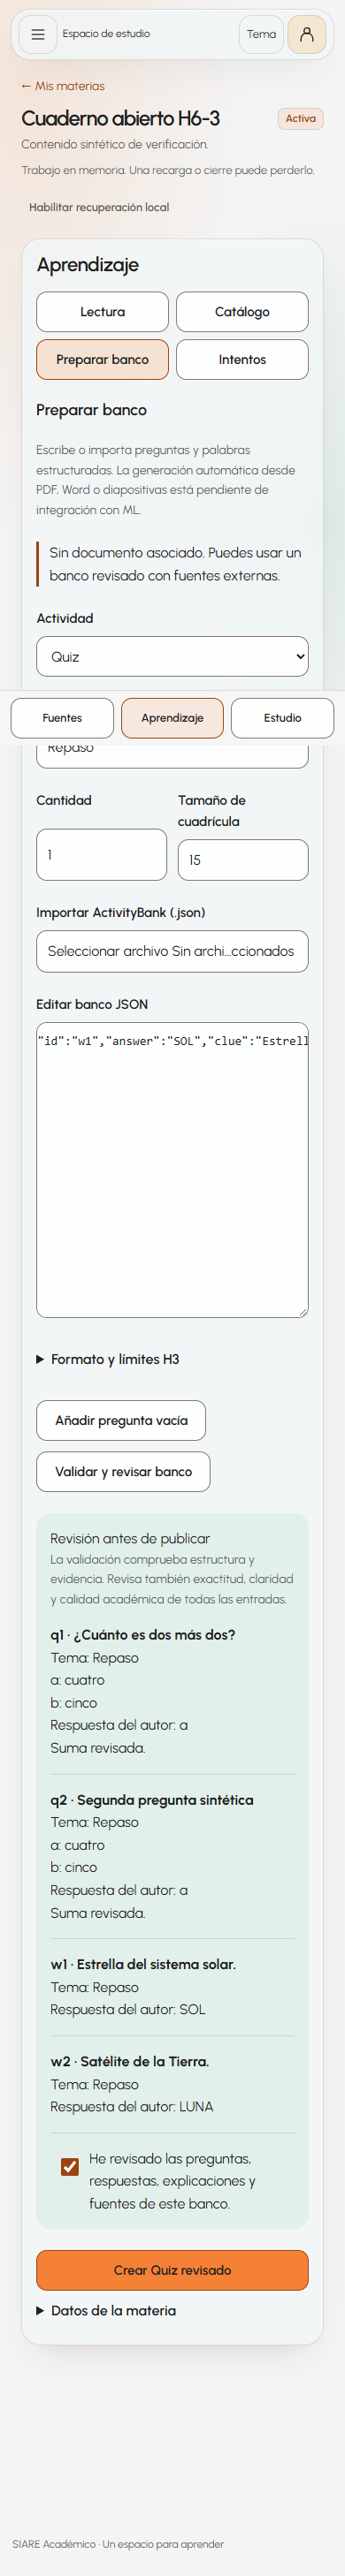 Espacio de estudio
Tema
← Mis materias
Cuaderno abierto H6-3
Activa
Contenido sintético de verificación.
Trabajo en memoria. Una recarga o cierre puede perderlo.
Habilitar recuperación local
Aprendizaje
Lectura
Catálogo
Preparar banco
Intentos
Preparar banco
Escribe o importa preguntas y palabras
estructuradas. La generación automática desde
PDF, Word o diapositivas está pendiente de
integración con ML.
Sin documento asociado. Puedes usar un
banco revisado con fuentes externas.
Actividad
Quiz
Fuentes
Aprendizaje
Estudio
Repaso
Cantidad
Tamaño de
cuadrícula
1
15
Importar ActivityBank (.json)
Seleccionar archivo Sin archi...ccionados
Editar banco JSON
"id":"w1","answer":"SOL","clue":"Estrell
Formato y límites H3
Añadir pregunta vacía
Validar y revisar banco
Revisión antes de publicar
La validación comprueba estructura y
evidencia. Revisa también exactitud, claridad
y calidad académica de todas las entradas.
q1 · ¿Cuánto es dos más dos?
Tema: Repaso
a: cuatro
b: cinco
Respuesta del autor: a
Suma revisada.
q2 · Segunda pregunta sintética
Tema: Repaso
a: cuatro
b: cinco
Respuesta del autor: a
Suma revisada.
w1 · Estrella del sistema solar.
Tema: Repaso
Respuesta del autor: SOL
w2 · Satélite de la Tierra.
Tema: Repaso
Respuesta del autor: LUNA
He revisado las preguntas,
respuestas, explicaciones y
fuentes de este banco.
Crear Quiz revisado
Datos de la materia
SIARE Académico · Un espacio para aprender